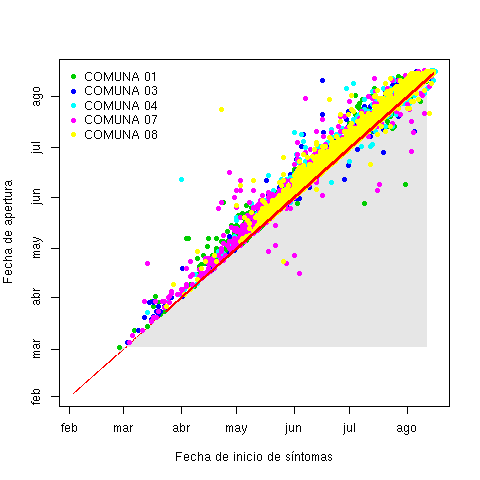 COMUNA 01
COMUNA 03
COMUNA 04
COMUNA 07
COMUNA 08
Fecha de apertura
feb mar abr may jun jul ago
feb mar abr may jun jul ago
Fecha de inicio de síntomas